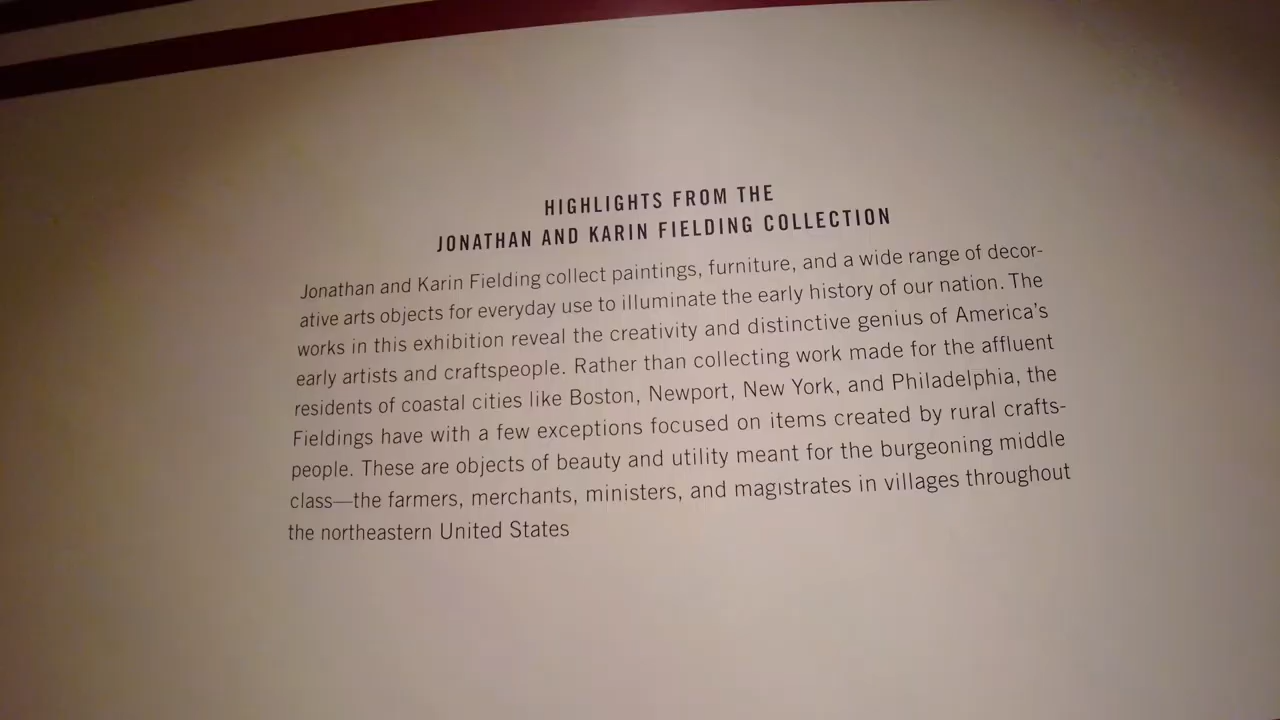 HIGHLIGHTS FROM THE
JONATHAN AND KARIN FIELDING COLLECTION
Jonathan and Karin Fielding collect paintings, furniture, and a wide range of decor-
ative arts objects for everyday use to illuminate the early history of our nation. The
works in this exhibition reveal the creativity and distinctive genius of America's
early artists and craftspeople. Rather than collecting work made for the affluent
residents of coastal cities like Boston, Newport, New York, and Philadelphia, the
Fieldings have with a few exceptions focused on items created by rural crafts-
people. These are objects of beauty and utility meant for the burgeoning middle
class—the farmers, merchants, ministers, and magistrates in villages throughout
the northeastern United States